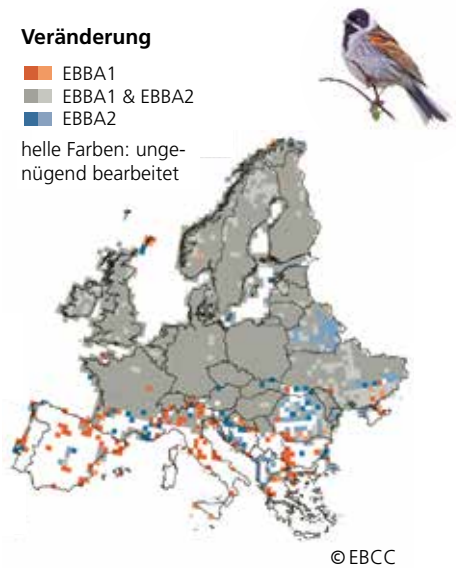 Veränderung
EBBA1
EBBA1 & EBBA2
EBBA2
helle Farben: unge-
nügend bearbeitet
© EBCC